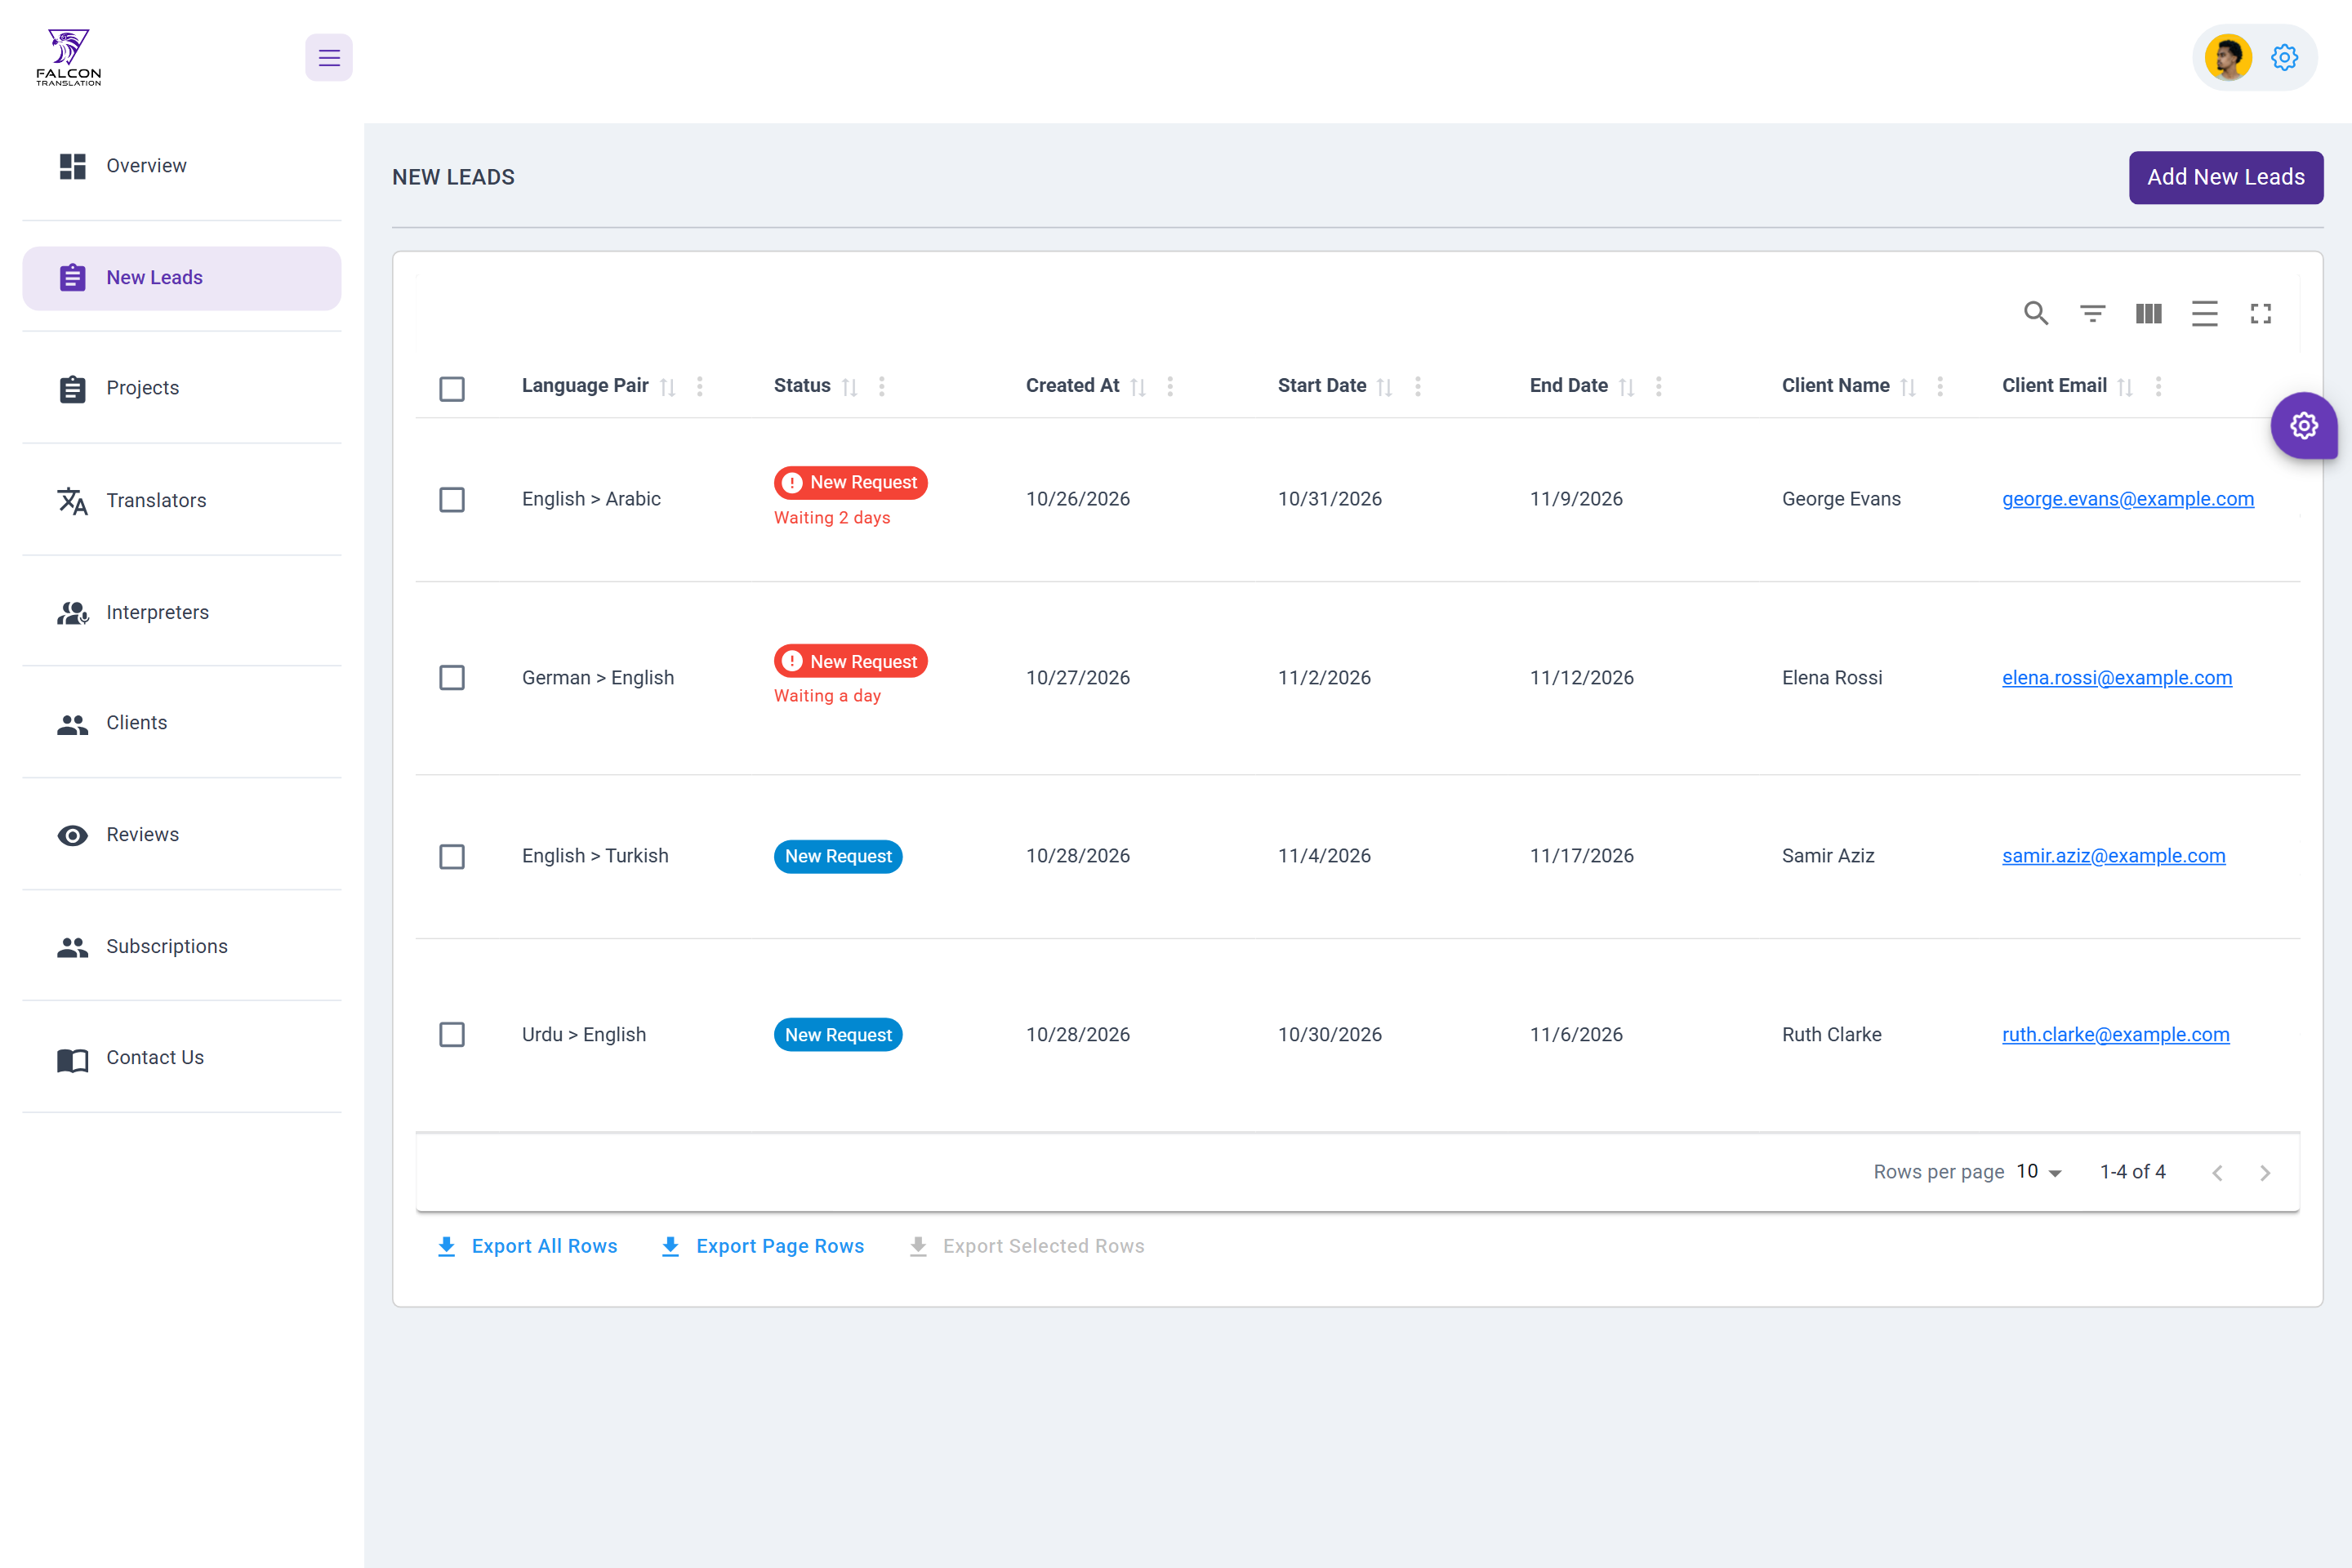 FALCON
TRANSLATION
Overview
New Leads
Projects
Translators
Interpreters
Clients
Reviews
Subscriptions
Contact Us
NEW LEADS
Add New Leads
Language Pair Status Created At Start Date End Date Client Name Client Email
English > Arabic New Request Waiting 2 days 10/26/2026 10/31/2026 11/9/2026 George Evans george.evans@example.com
German > English New Request Waiting a day 10/27/2026 11/2/2026 11/12/2026 Elena Rossi elena.rossi@example.com
English > Turkish New Request 10/28/2026 11/4/2026 11/17/2026 Samir Aziz samir.aziz@example.com
Urdu > English New Request 10/28/2026 10/30/2026 11/6/2026 Ruth Clarke ruth.clarke@example.com
Rows per page 10 1-4 of 4
Export All Rows Export Page Rows Export Selected Rows